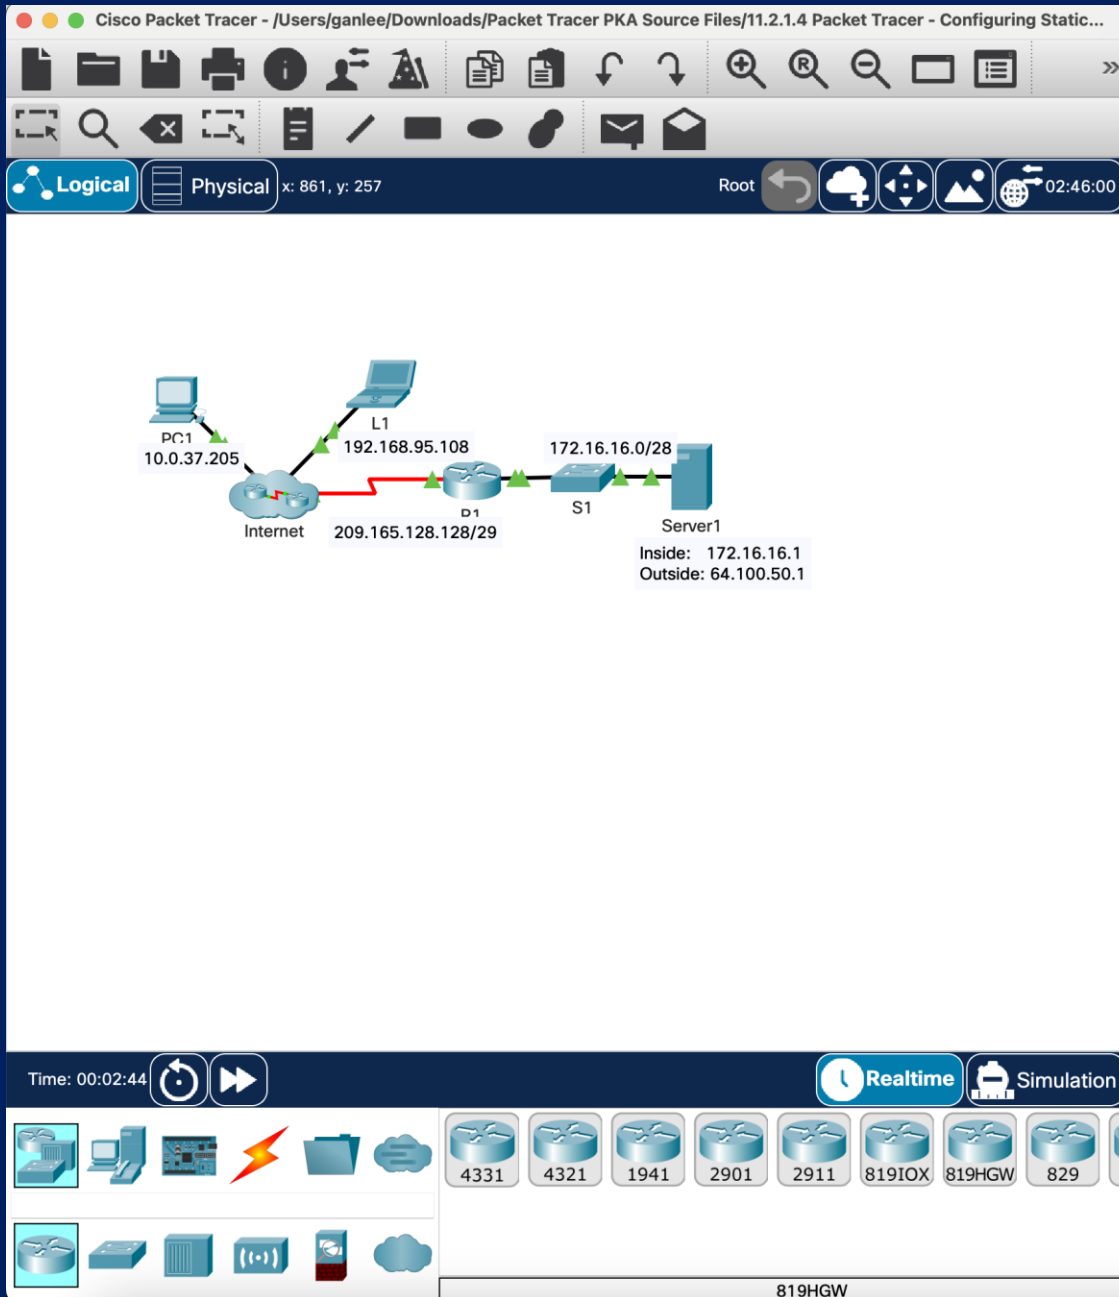 Cisco Packet Tracer - /Users/ganlee/Downloads/Packet Tracer PKA Source Files/11.2.1.4 Packet Tracer - Configuring Static...
Logical
Physical
x: 861, y: 257
Root
02:46:00
PC1
10.0.37.205
L1
192.168.95.108
172.16.16.0/28
Internet
209.165.128.128/29
R1
S1
Server1
Inside: 172.16.16.1
Outside: 64.100.50.1
Time: 00:02:44
Realtime
Simulation
4331
4321
1941
2901
2911
819IOX
819HGW
829
819HGW